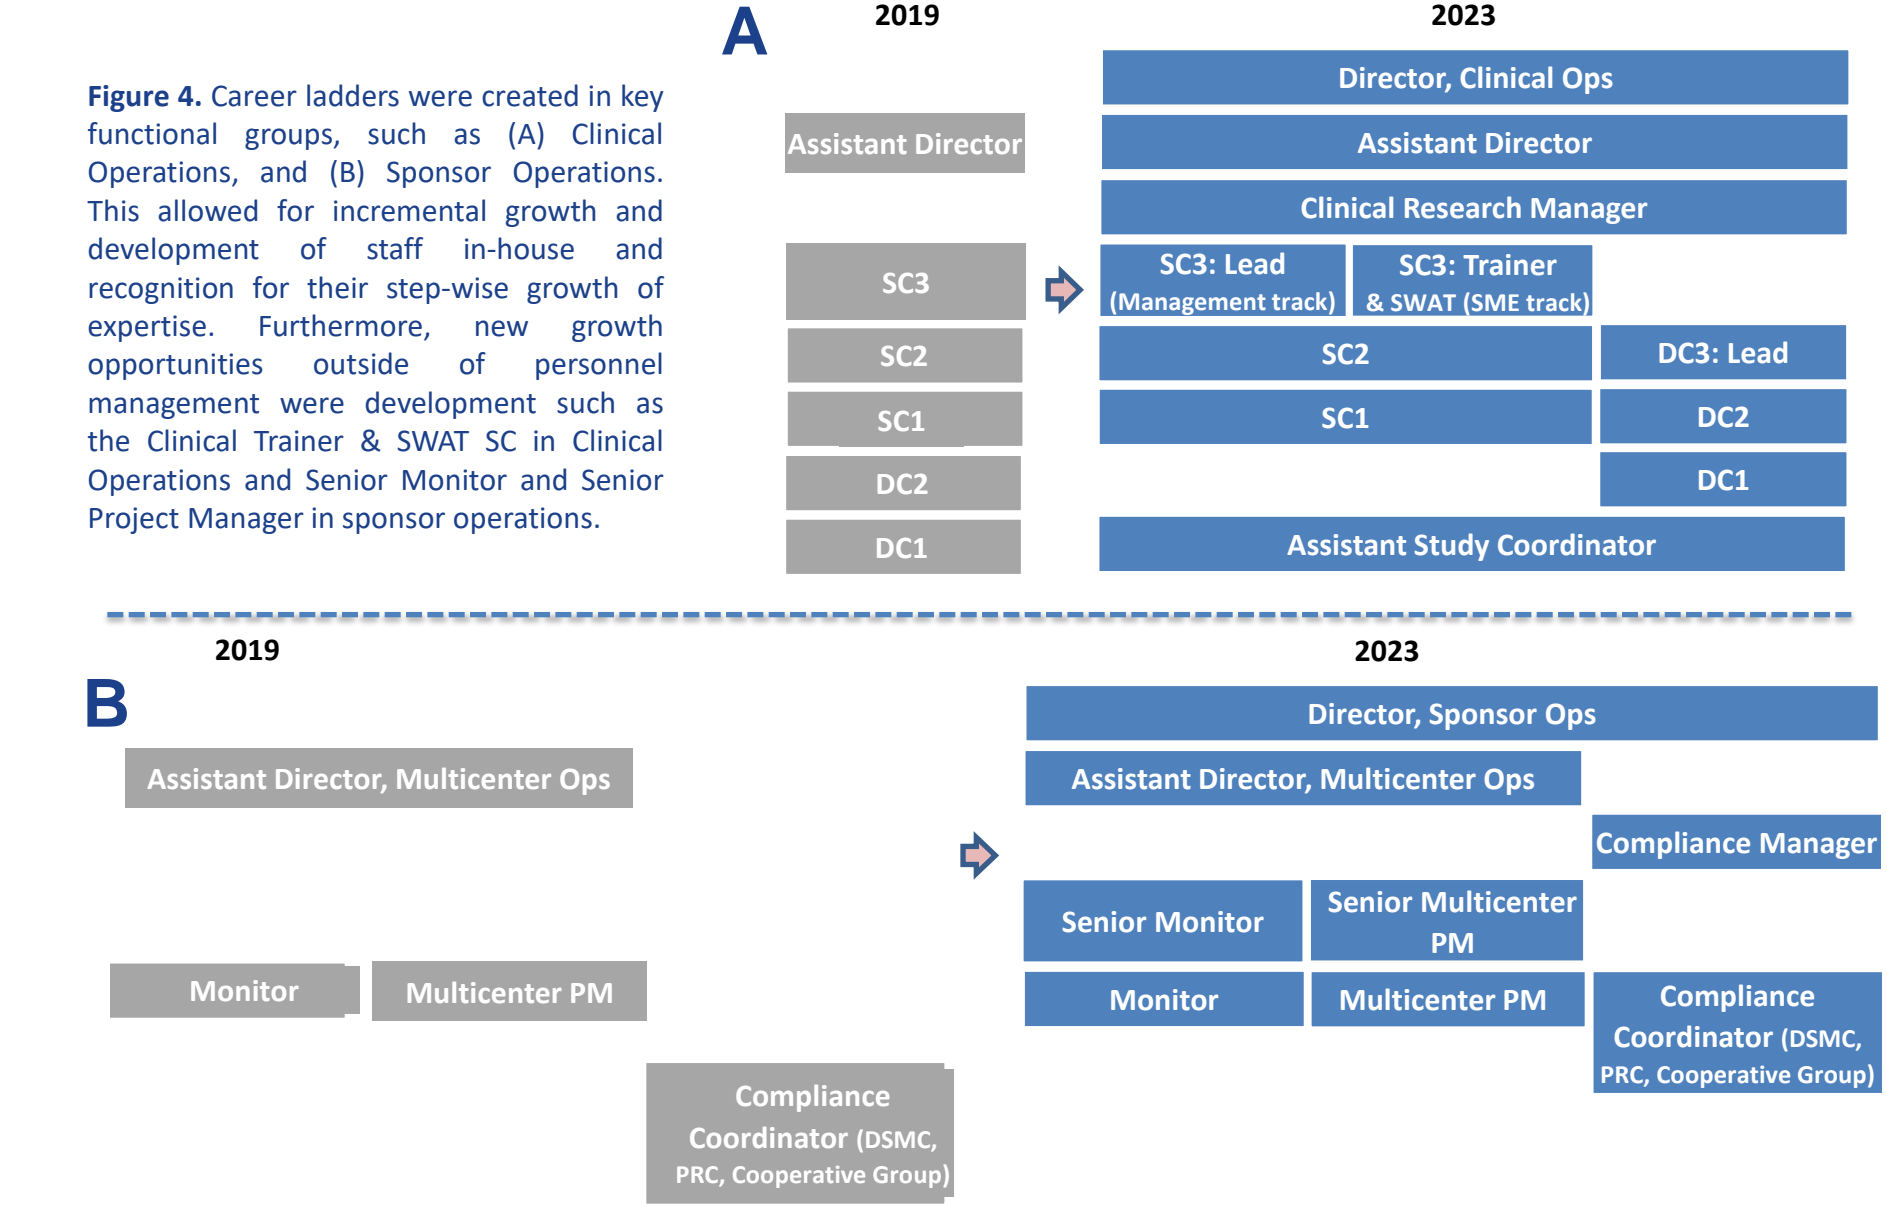 A
2019
2023
Figure 4. Career ladders were created in key
functional groups, such as (A) Clinical
Operations, and (B) Sponsor Operations.
This allowed for incremental growth and
development of staff in-house and
recognition for their step-wise growth of
expertise. Furthermore, new growth
opportunities outside of personnel
management were development such as
the Clinical Trainer & SWAT SC in Clinical
Operations and Senior Monitor and Senior
Project Manager in sponsor operations.
Assistant Director
SC3
SC2
SC1
DC2
DC1
Director, Clinical Ops
Assistant Director
Clinical Research Manager
SC3: Lead
(Management track)
SC3: Trainer
& SWAT (SME track)
SC2
DC3: Lead
SC1
DC2
DC1
Assistant Study Coordinator
2019
2023
B
Assistant Director, Multicenter Ops
Monitor
Multicenter PM
Compliance
Coordinator (DSMC,
PRC, Cooperative Group)
Director, Sponsor Ops
Assistant Director, Multicenter Ops
Compliance Manager
Senior Monitor
Senior Multicenter
PM
Monitor
Multicenter PM
Compliance
Coordinator (DSMC,
PRC, Cooperative Group)